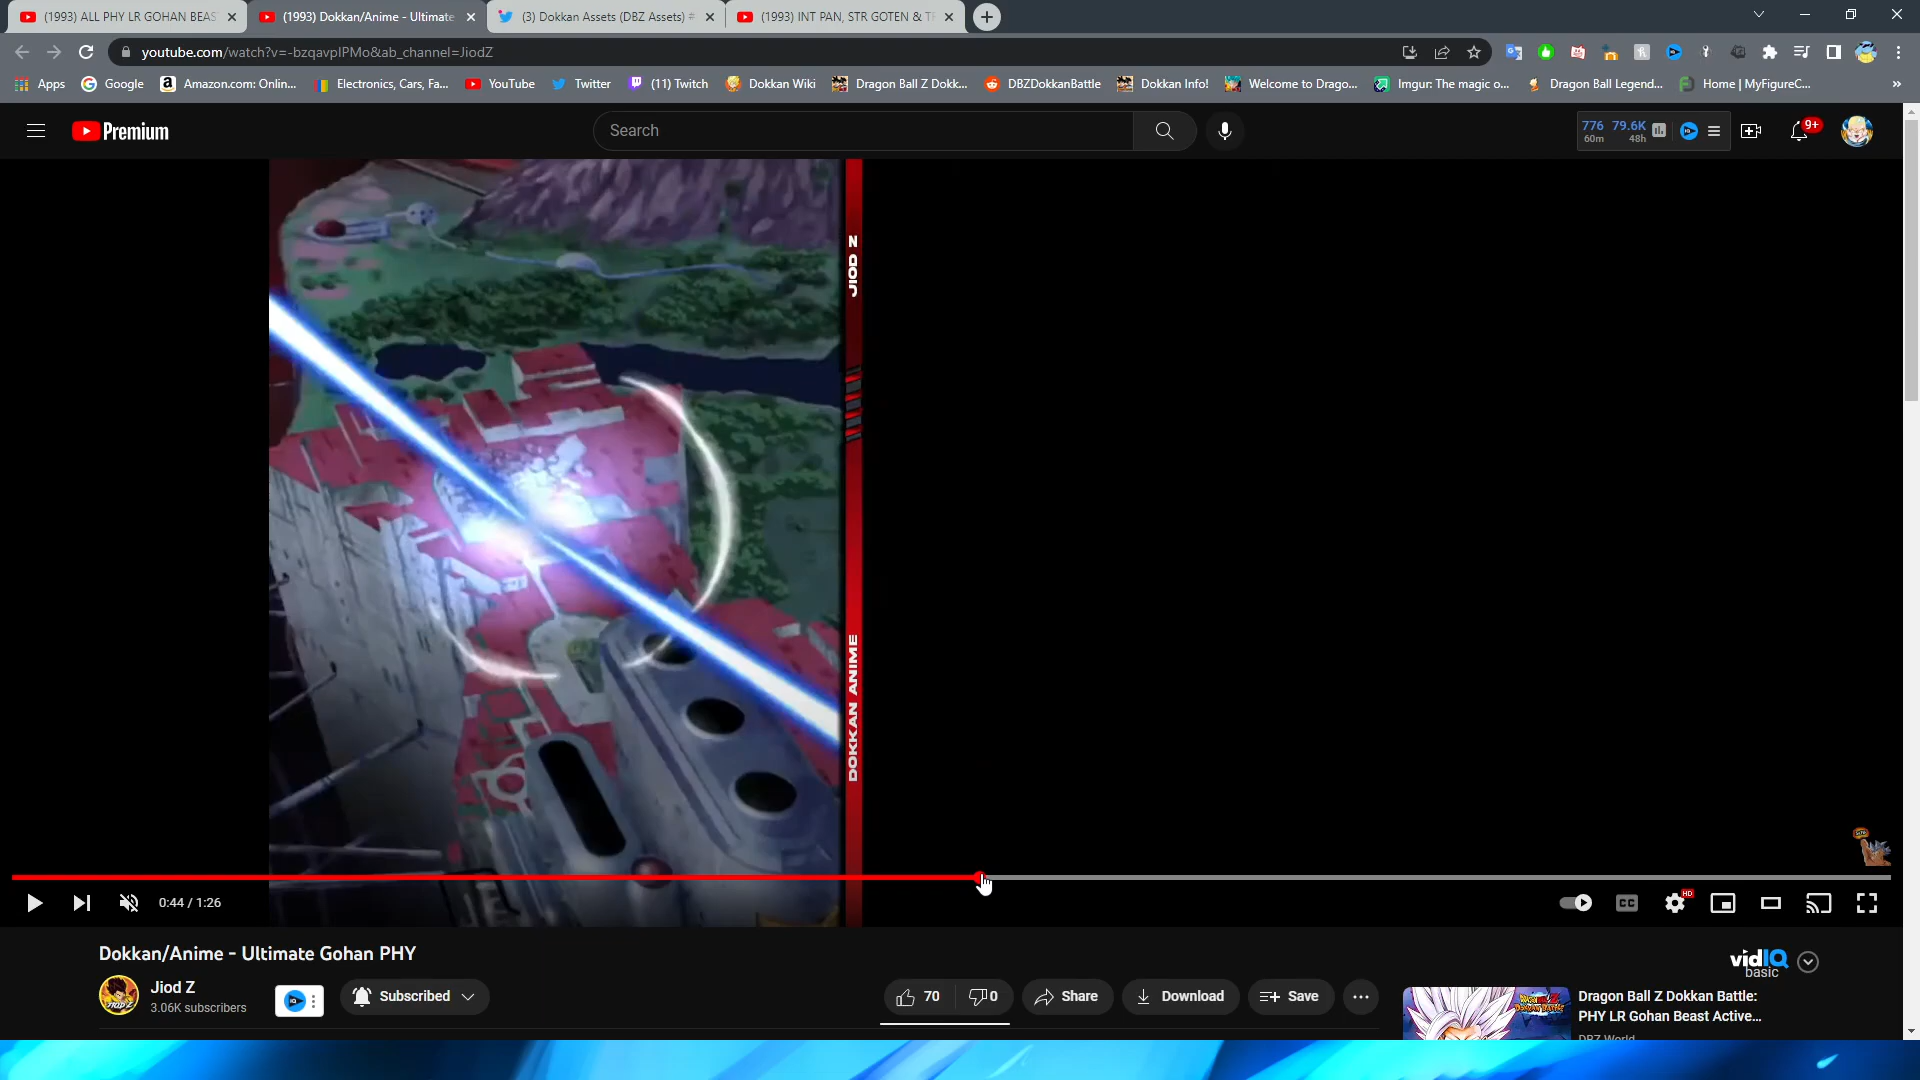 (1993) ALL PHY LR GOHAN BEAS
(1993) Dokkan/Anime - Ultimate
(3) Dokkan Assets (DBZ Assets) #
(1993) INT PAN, STR GOTEN & TR
youtube.com/watch?v=-bzqavpIPMo&ab_channel=JiodZ
Apps
Google
Amazon.com: Onlin...
Electronics, Cars, Fa...
YouTube
Twitter
(11) Twitch
Dokkan Wiki
Dragon Ball Z Dokk...
DBZDokkanBattle
Dokkan Info!
Welcome to Drago...
Imgur: The magic o...
Dragon Ball Legend...
Home | MyFigureC...
Premium
Search
776 79.6K
60m 48h
9+
JIOD Z
DOKKAN ANIME
0:44 / 1:26
CC
HD
Dokkan/Anime - Ultimate Gohan PHY
vidIQ
basic
Jiod Z
3.06K subscribers
Subscribed
70
0
Share
Download
Save
Dragon Ball Z Dokkan Battle:
PHY LR Gohan Beast Active...
DBZ World